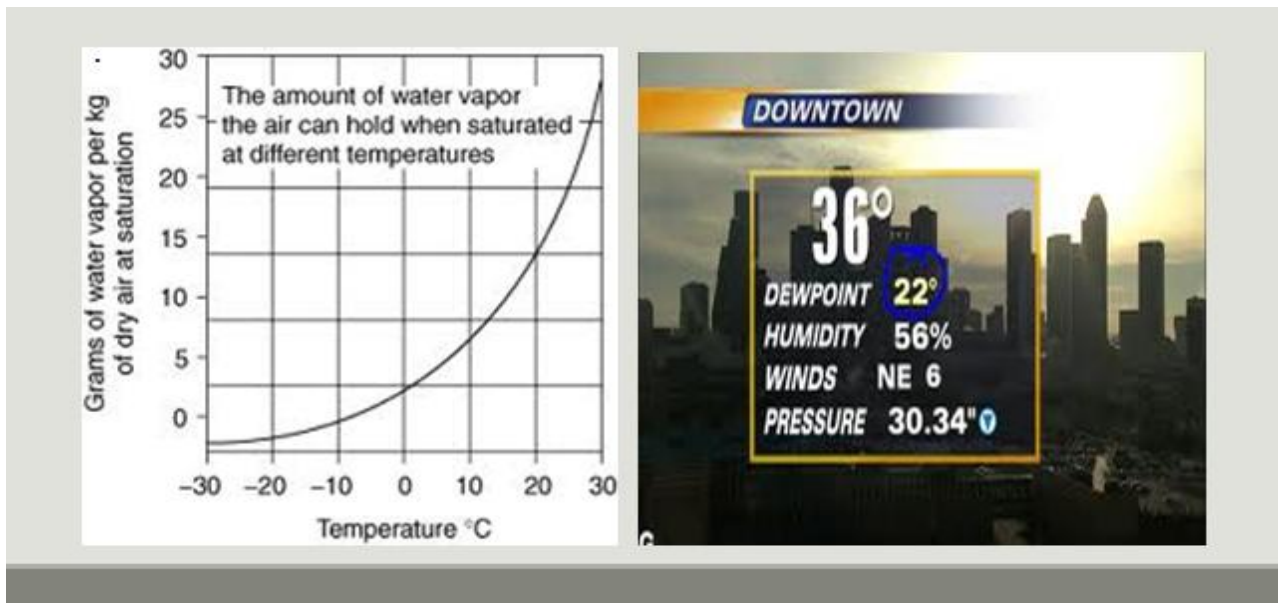 30
25
20
15
10
5
0
Grams of water vapor per kg
of dry air at saturation
The amount of water vapor
the air can hold when saturated
at different temperatures
−30 −20 −10 0 10 20 30
Temperature °C
DOWNTOWN
36°
DEWPOINT 22°
HUMIDITY 56%
WINDS NE 6
PRESSURE 30.34"